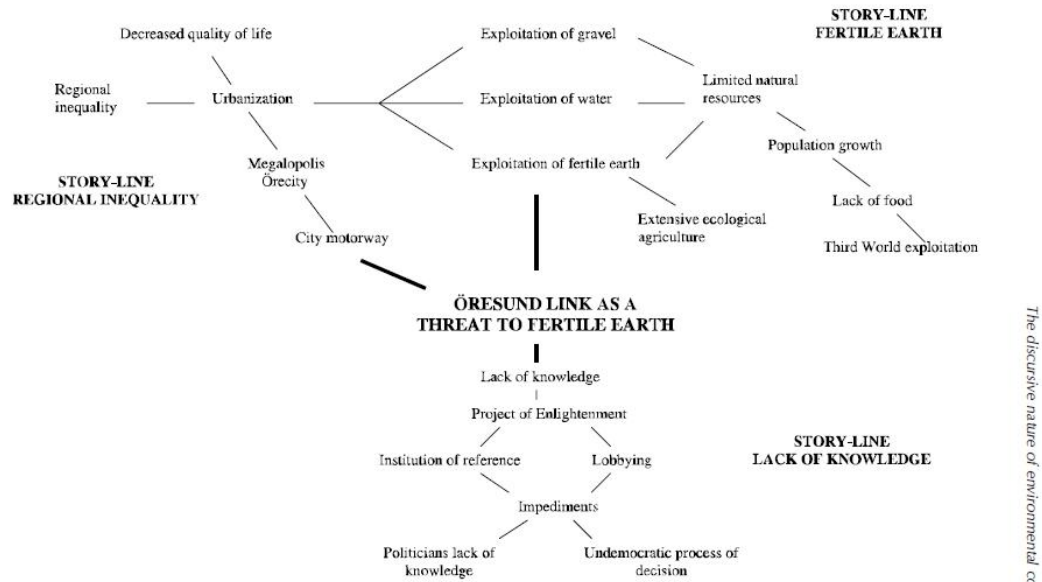 STORY-LINE
FERTILE EARTH
Decreased quality of life
Exploitation of gravel
Regional
inequality
Urbanization
Exploitation of water
Limited natural
resources
Population growth
Megalopolis
Örecity
Exploitation of fertile earth
STORY-LINE
REGIONAL INEQUALITY
Lack of food
Extensive ecological
agriculture
City motorway
Third World exploitation
ÖRESUND LINK AS A
THREAT TO FERTILE EARTH
Lack of knowledge
Project of Enlightenment
STORY-LINE
LACK OF KNOWLEDGE
Institution of reference
Lobbying
Impediments
Politicians lack of
knowledge
Undemocratic process of
decision
The discursive nature of environmental